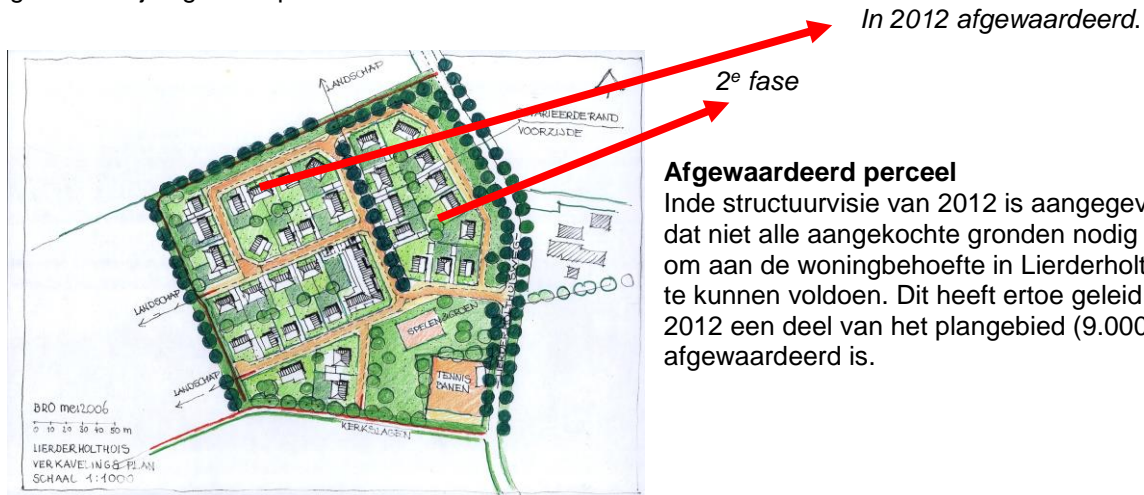 In 2012 afgewaardeerd.
2e fase
LANDSCHAP
VOORZIJDE
LANDSCHAP
LANDSCHAP
SPELEN & GROEN
TENNIS
BANEN
KERKSLAGEN
BRO mei 2006
0 10 20 30 40 50 m
LIERDERHOLTHUIS
VERKAVELINGSPLAN
SCHAAL 1:1000
Afgewaardeerd perceel
Inde structuurvisie van 2012 is aangegev
dat niet alle aangekochte gronden nodig
om aan de woningbehoefte in Lierderholt
te kunnen voldoen. Dit heeft ertoe geleid
2012 een deel van het plangebied (9.000
afgewaardeerd is.